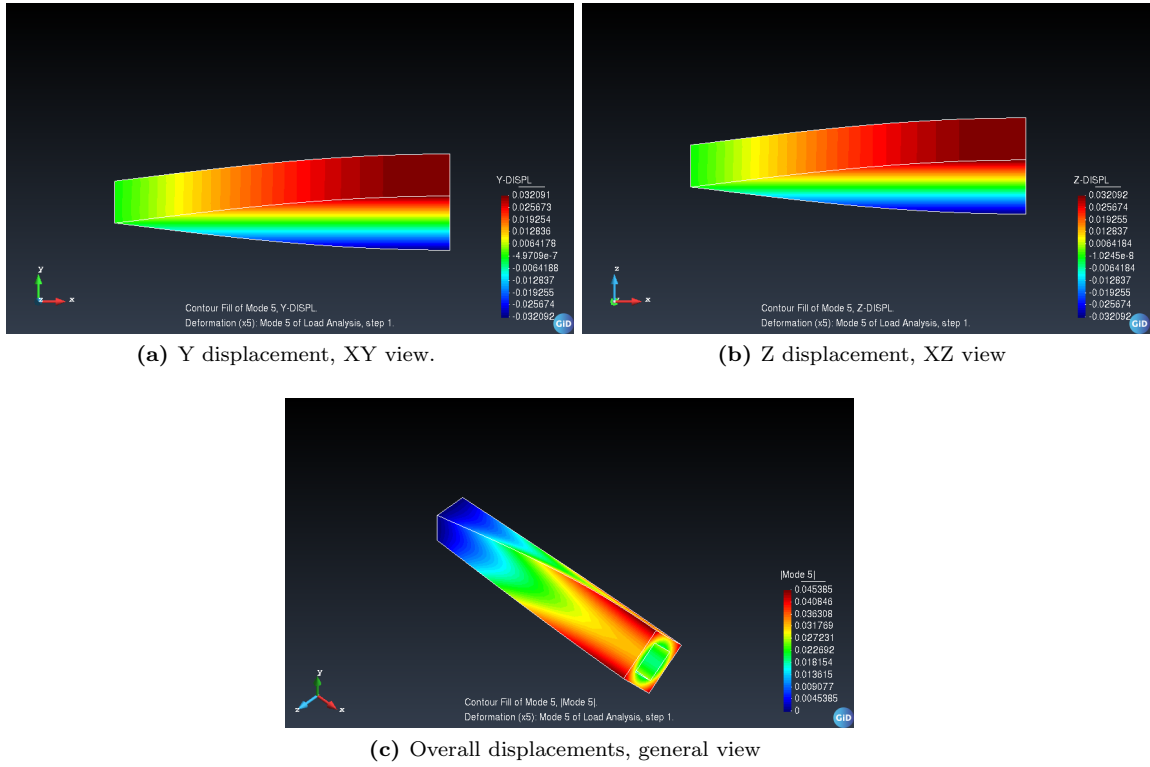 Y-DISPL
0.032091
0.025673
0.019254
0.012836
0.0064178
-4.9709e-7
-0.0064188
-0.012837
-0.019255
-0.025674
-0.032092
y
z
x
Contour Fill of Mode 5, Y-DISPL.
Deformation (x5): Mode 5 of Load Analysis, step 1.
GiD
(a) Y displacement, XY view.
Z-DISPL
0.032092
0.025674
0.019255
0.012837
0.0064184
-1.0245e-8
-0.0064184
-0.012837
-0.019255
-0.025674
-0.032092
z
x
Contour Fill of Mode 5, Z-DISPL.
Deformation (x5): Mode 5 of Load Analysis, step 1.
GiD
(b) Z displacement, XZ view
|Mode 5|
0.045385
0.040846
0.036308
0.031769
0.027231
0.022692
0.018154
0.013615
0.009077
0.0045385
0
y
z
x
Contour Fill of Mode 5, |Mode 5|.
Deformation (x5): Mode 5 of Load Analysis, step 1.
GiD
(c) Overall displacements, general view